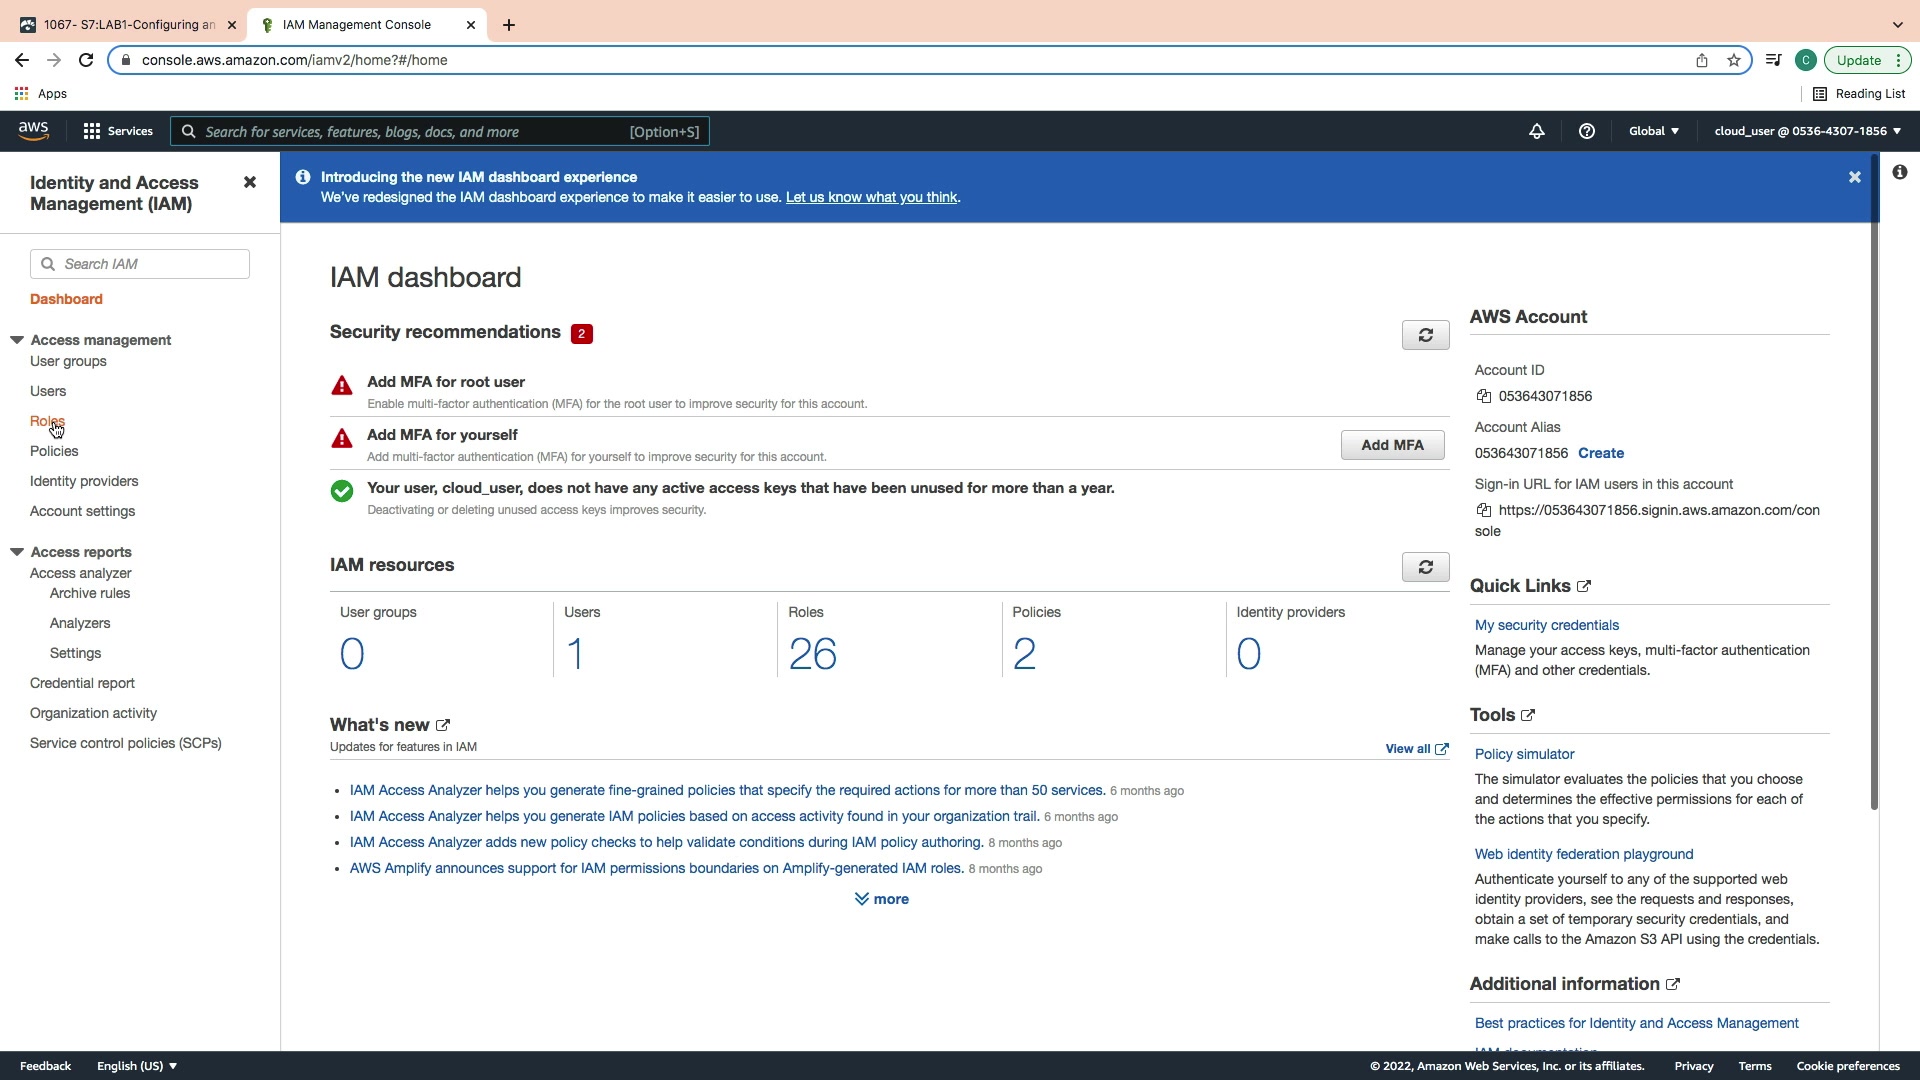 1067- S7:LAB1-Configuring an
IAM Management Console
console.aws.amazon.com/iamv2/home?#/home
C
Update
Apps
Reading List
aws
Services
Search for services, features, blogs, docs, and more
[Option+S]
Global
cloud_user @ 0536-4307-1856
Identity and Access
Management (IAM)
Search IAM
Dashboard
Access management
User groups
Users
Roles
Policies
Identity providers
Account settings
Access reports
Access analyzer
Archive rules
Analyzers
Settings
Credential report
Organization activity
Service control policies (SCPs)
Introducing the new IAM dashboard experience
We've redesigned the IAM dashboard experience to make it easier to use. Let us know what you think.
IAM dashboard
Security recommendations 2
Add MFA for root user
Enable multi-factor authentication (MFA) for the root user to improve security for this account.
Add MFA for yourself
Add multi-factor authentication (MFA) for yourself to improve security for this account.
Add MFA
Your user, cloud_user, does not have any active access keys that have been unused for more than a year.
Deactivating or deleting unused access keys improves security.
IAM resources
User groups
0
Users
1
Roles
26
Policies
2
Identity providers
0
What's new
Updates for features in IAM
View all
IAM Access Analyzer helps you generate fine-grained policies that specify the required actions for more than 50 services. 6 months ago
IAM Access Analyzer helps you generate IAM policies based on access activity found in your organization trail. 6 months ago
IAM Access Analyzer adds new policy checks to help validate conditions during IAM policy authoring. 8 months ago
AWS Amplify announces support for IAM permissions boundaries on Amplify-generated IAM roles. 8 months ago
more
AWS Account
Account ID
053643071856
Account Alias
053643071856 Create
Sign-in URL for IAM users in this account
https://053643071856.signin.aws.amazon.com/con
sole
Quick Links
My security credentials
Manage your access keys, multi-factor authentication
(MFA) and other credentials.
Tools
Policy simulator
The simulator evaluates the policies that you choose
and determines the effective permissions for each of
the actions that you specify.
Web identity federation playground
Authenticate yourself to any of the supported web
identity providers, see the requests and responses,
obtain a set of temporary security credentials, and
make calls to the Amazon S3 API using the credentials.
Additional information
Best practices for Identity and Access Management
Feedback
English (US)
© 2022, Amazon Web Services, Inc. or its affiliates.
Privacy
Terms
Cookie preferences